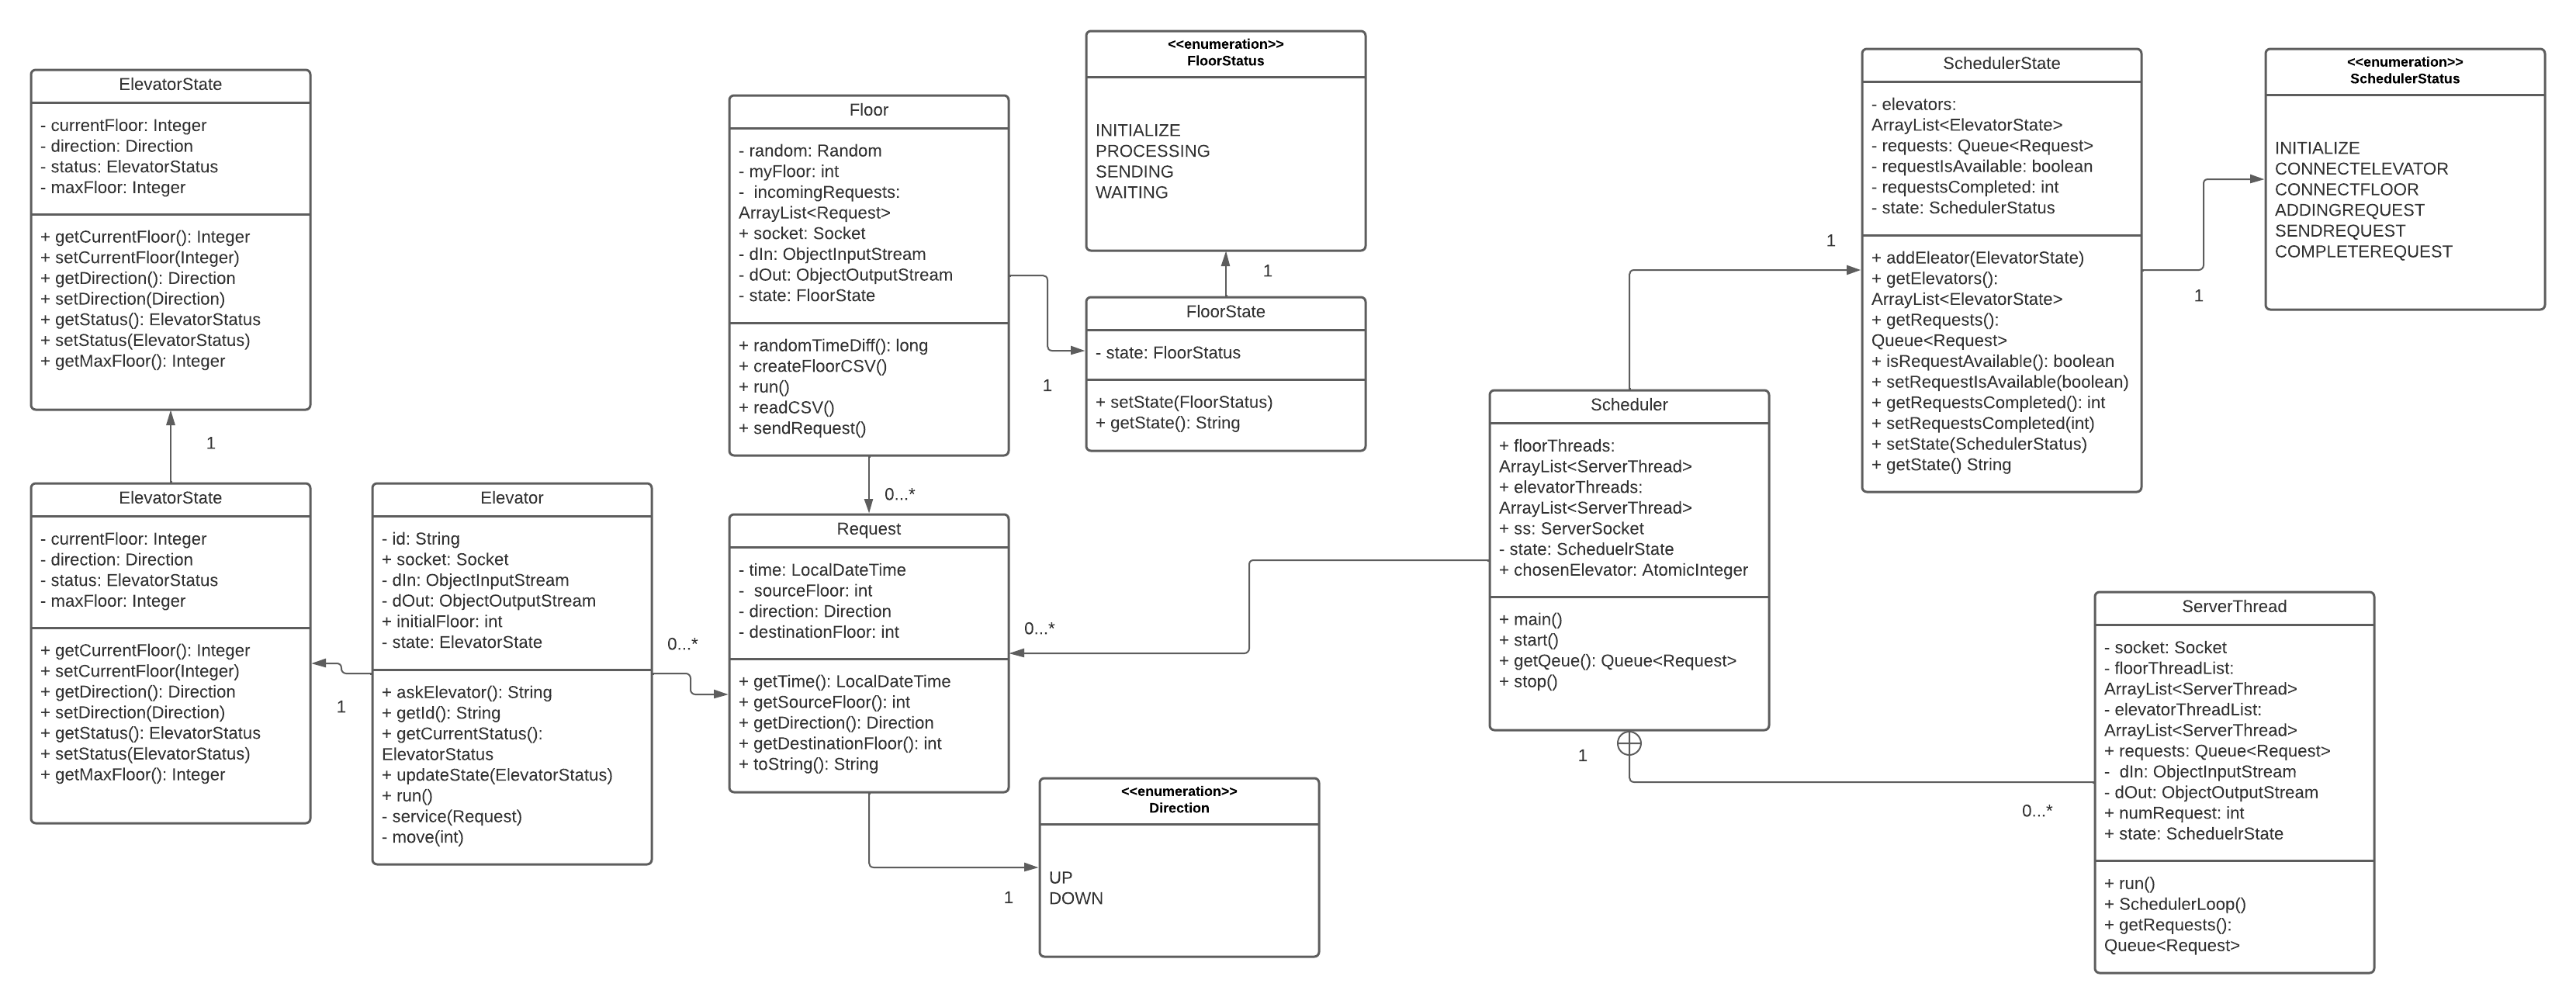 ElevatorState
- currentFloor: Integer
- direction: Direction
- status: ElevatorStatus
- maxFloor: Integer
+ getCurrentFloor(): Integer
+ setCurrentFloor(Integer)
+ getDirection(): Direction
+ setDirection(Direction)
+ getStatus(): ElevatorStatus
+ setStatus(ElevatorStatus)
+ getMaxFloor(): Integer
1
ElevatorState
- currentFloor: Integer
- direction: Direction
- status: ElevatorStatus
- maxFloor: Integer
+ getCurrentFloor(): Integer
+ setCurrentFloor(Integer)
+ getDirection(): Direction
+ setDirection(Direction)
+ getStatus(): ElevatorStatus
+ setStatus(ElevatorStatus)
+ getMaxFloor(): Integer
1
Elevator
- id: String
+ socket: Socket
- dIn: ObjectInputStream
- dOut: ObjectOutputStream
+ initialFloor: int
- state: ElevatorState
+ askElevator(): String
+ getId(): String
+ getCurrentStatus():
ElevatorStatus
+ updateState(ElevatorStatus)
+ run()
- service(Request)
- move(int)
0...*
Floor
- random: Random
- myFloor: int
-  incomingRequests:
ArrayList<Request>
+ socket: Socket
- dIn: ObjectInputStream
- dOut: ObjectOutputStream
- state: FloorState
+ randomTimeDiff(): long
+ createFloorCSV()
+ run()
+ readCSV()
+ sendRequest()
0...*
1
Request
- time: LocalDateTime
-  sourceFloor: int
- direction: Direction
- destinationFloor: int
+ getTime(): LocalDateTime
+ getSourceFloor(): int
+ getDirection(): Direction
+ getDestinationFloor(): int
+ toString(): String
0...*
1
<<enumeration>>
FloorStatus
INITIALIZE
PROCESSING
SENDING
WAITING
1
FloorState
- state: FloorStatus
+ setState(FloorStatus)
+ getState(): String
<<enumeration>>
Direction
UP
DOWN
Scheduler
+ floorThreads:
ArrayList<ServerThread>
+ elevatorThreads:
ArrayList<ServerThread>
+ ss: ServerSocket
- state: ScheduelrState
+ chosenElevator: AtomicInteger
+ main()
+ start()
+ getQeue(): Queue<Request>
+ stop()
1
1
SchedulerState
- elevators:
ArrayList<ElevatorState>
- requests: Queue<Request>
- requestIsAvailable: boolean
- requestsCompleted: int
- state: SchedulerStatus
+ addEleator(ElevatorState)
+ getElevators():
ArrayList<ElevatorState>
+ getRequests():
Queue<Request>
+ isRequestAvailable(): boolean
+ setRequestIsAvailable(boolean)
+ getRequestsCompleted(): int
+ setRequestsCompleted(int)
+ setState(SchedulerStatus)
+ getState() String
1
<<enumeration>>
SchedulerStatus
INITIALIZE
CONNECTELEVATOR
CONNECTFLOOR
ADDINGREQUEST
SENDREQUEST
COMPLETEREQUEST
0...*
ServerThread
- socket: Socket
- floorThreadList:
ArrayList<ServerThread>
- elevatorThreadList:
ArrayList<ServerThread>
+ requests: Queue<Request>
-  dIn: ObjectInputStream
- dOut: ObjectOutputStream
+ numRequest: int
+ state: ScheduelrState
+ run()
+ SchedulerLoop()
+ getRequests():
Queue<Request>